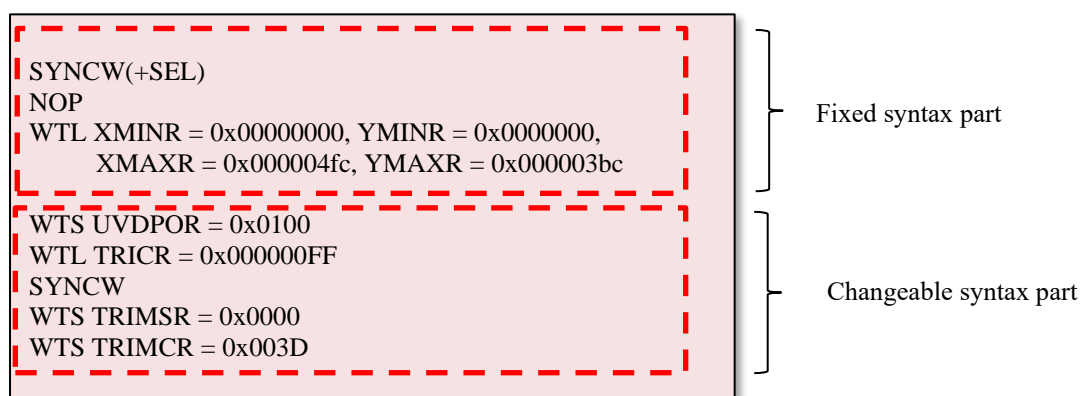 SYNCW(+SEL)
NOP
WTL XMINR = 0x00000000, YMINR = 0x0000000,
XMAXR = 0x000004fc, YMAXR = 0x000003bc
Fixed syntax part
WTS UVDPOR = 0x0100
WTL TRICR = 0x000000FF
SYNCW
WTS TRIMSR = 0x0000
WTS TRIMCR = 0x003D
Changeable syntax part